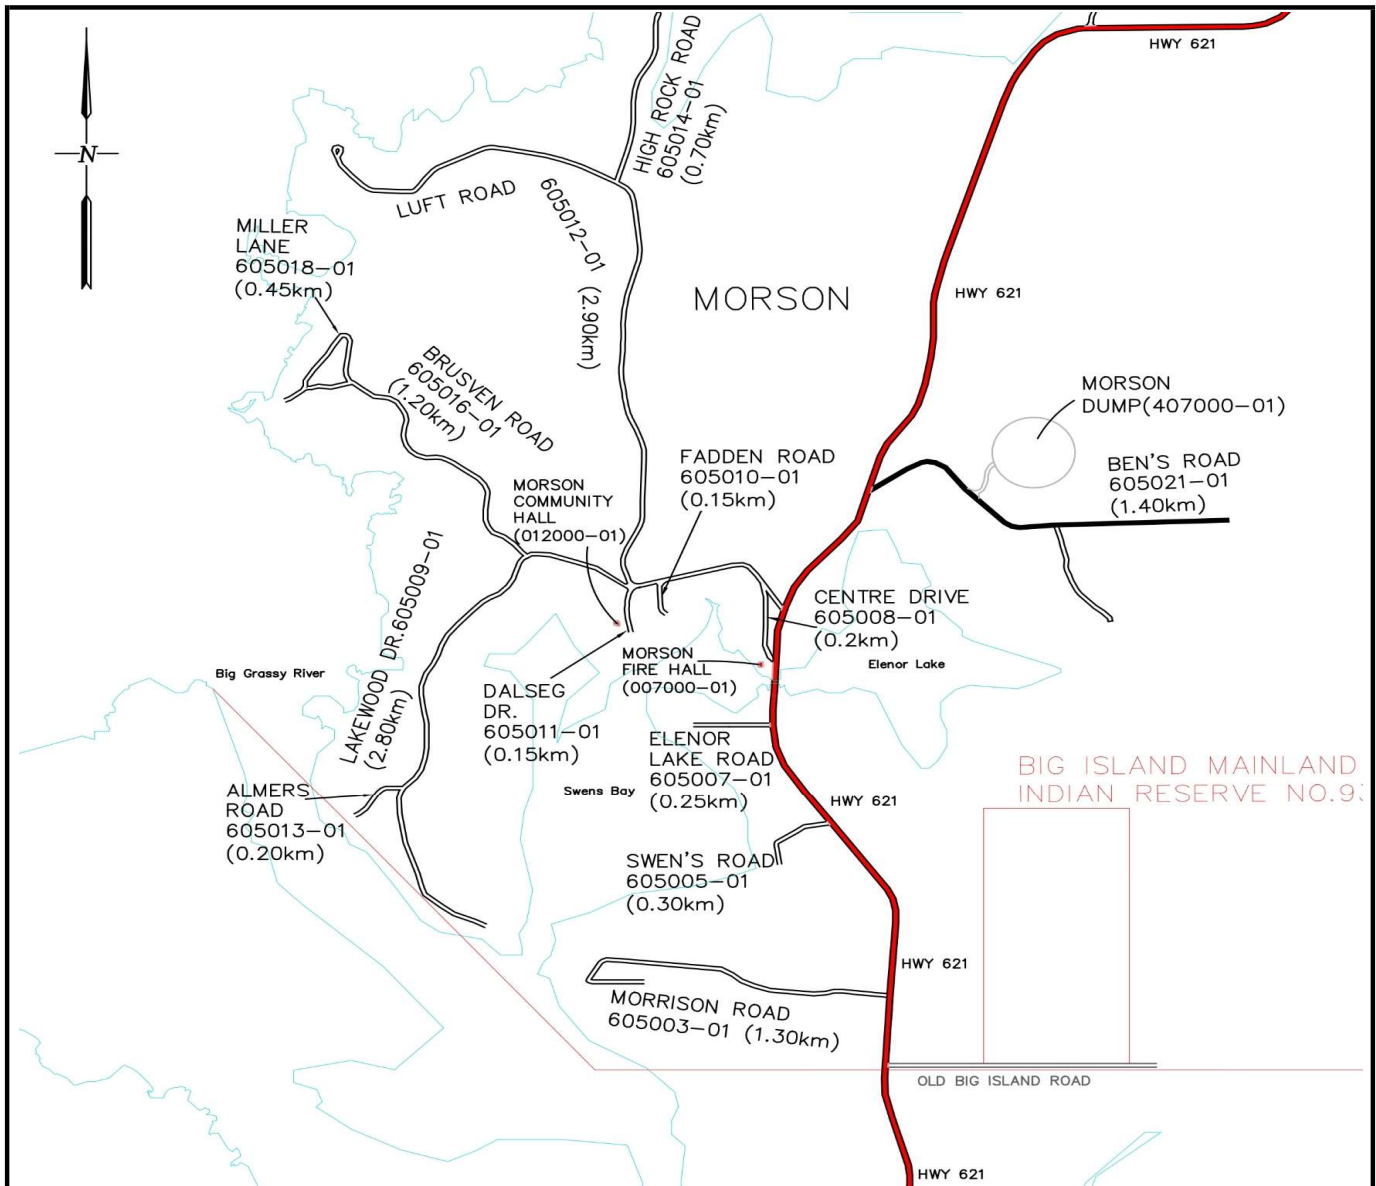 HWY 621
HIGH ROCK ROAD
605014-01
(0.70km)
N
LUFT ROAD
605012-01 (2.90km)
MILLER
LANE
605018-01
(0.45km)
MORSON
HWY 621
BRUSVEN ROAD
605016-01
(1.20km)
MORSON
DUMP(407000-01)
BEN'S ROAD
605021-01
(1.40km)
FADDEN ROAD
605010-01
(0.15km)
MORSON
COMMUNITY
HALL
(012000-01)
LAKEWOOD DR.605009-01
(2.80km)
CENTRE DRIVE
605008-01
(0.2km)
Elenor Lake
MORSON
FIRE HALL
(007000-01)
Big Grassy River
DALSEG
DR.
605011-01
(0.15km)
ELENOR
LAKE ROAD
605007-01
(0.25km)
Swens Bay
ALMERS
ROAD
605013-01
(0.20km)
HWY 621
BIG ISLAND MAINLAND
INDIAN RESERVE NO.9
SWEN'S ROAD
605005-01
(0.30km)
HWY 621
MORRISON ROAD
605003-01 (1.30km)
OLD BIG ISLAND ROAD
HWY 621